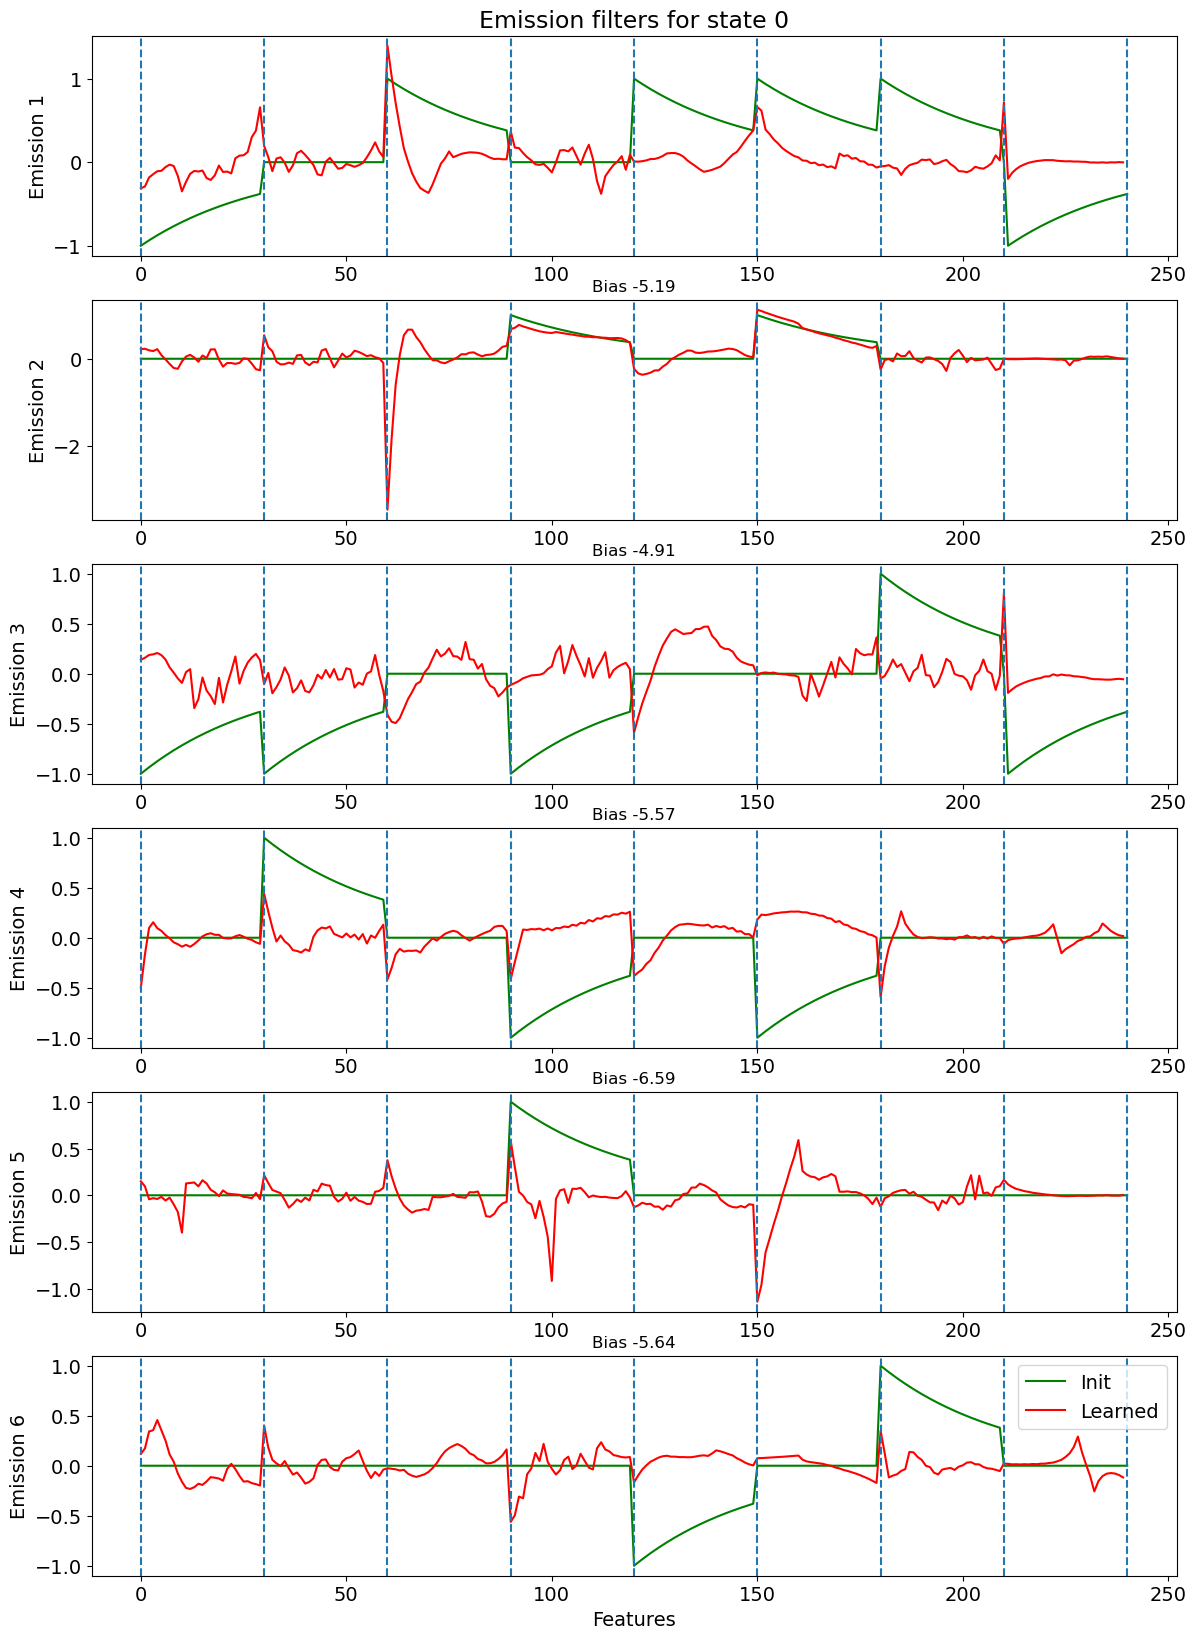 Emission filters for state 0
Emission 1
1
0
−1
0 50 100 150 200 250
Bias -5.19
Emission 2
0
−2
0 50 100 150 200 250
Bias -4.91
Emission 3
1.0
0.5
0.0
−0.5
−1.0
0 50 100 150 200 250
Bias -5.57
Emission 4
1.0
0.5
0.0
−0.5
−1.0
0 50 100 150 200 250
Bias -6.59
Emission 5
1.0
0.5
0.0
−0.5
−1.0
0 50 100 150 200 250
Bias -5.64
Emission 6
1.0
0.5
0.0
−0.5
−1.0
Init
Learned
0 50 100 150 200 250
Features